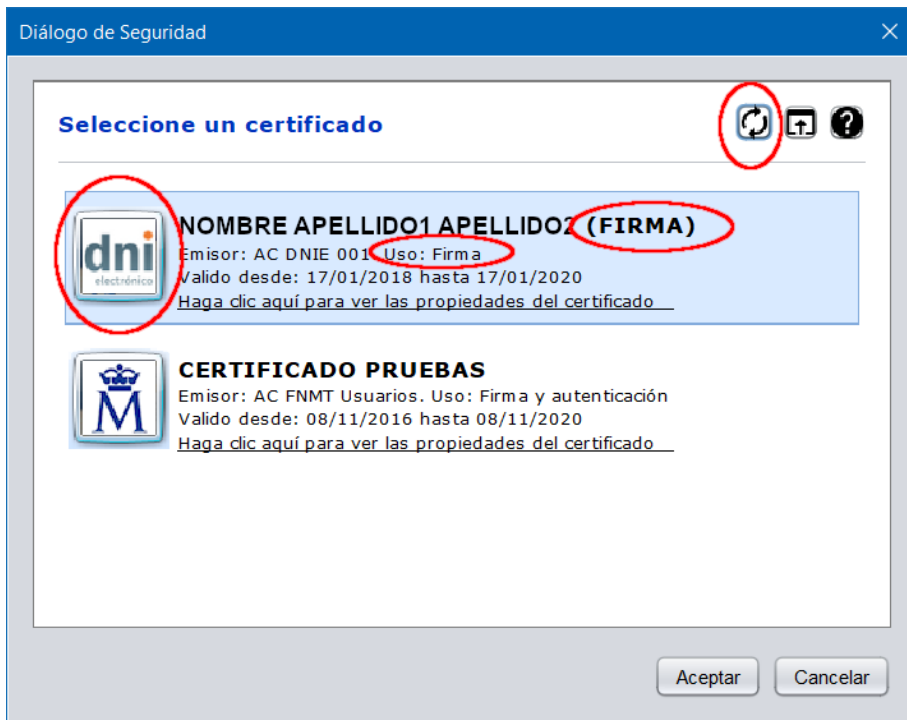 Diálogo de Seguridad
Seleccione un certificado
dni
electrónico
NOMBRE APELLIDO1 APELLIDO2 (FIRMA)
Emisor: AC DNIE 001. Uso: Firma
Valido desde: 17/01/2018 hasta 17/01/2020
Haga clic aquí para ver las propiedades del certificado
M
CERTIFICADO PRUEBAS
Emisor: AC FNMT Usuarios. Uso: Firma y autenticación
Valido desde: 08/11/2016 hasta 08/11/2020
Haga clic aquí para ver las propiedades del certificado
Aceptar Cancelar